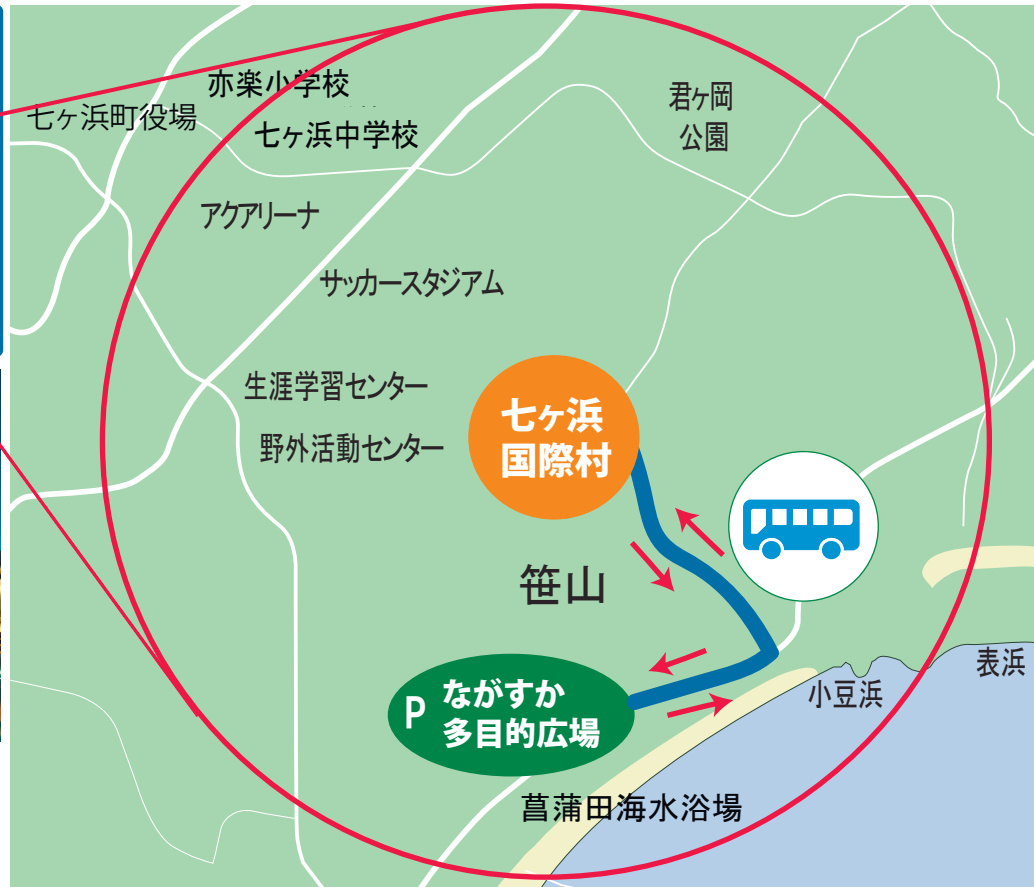 亦楽小学校
七ヶ浜町役場
七ヶ浜中学校
君ヶ岡
公園
アクアリーナ
サッカースタジアム
生涯学習センター
野外活動センター
七ヶ浜
国際村
笹山
P ながすか
多目的広場
小豆浜
表浜
菖蒲田海水浴場